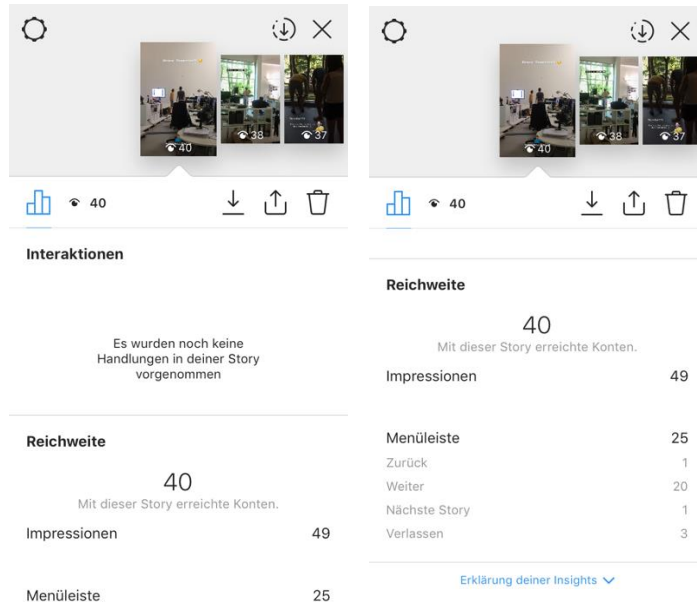 40
38
37
40
Interaktionen
Es wurden noch keine
Handlungen in deiner Story
vorgenommen
Reichweite
40
Mit dieser Story erreichte Konten.
Impressionen 49
Menüleiste 25
40
38
37
40
Reichweite
40
Mit dieser Story erreichte Konten.
Impressionen 49
Menüleiste 25
Zurück 1
Weiter 20
Nächste Story 1
Verlassen 3
Erklärung deiner Insights